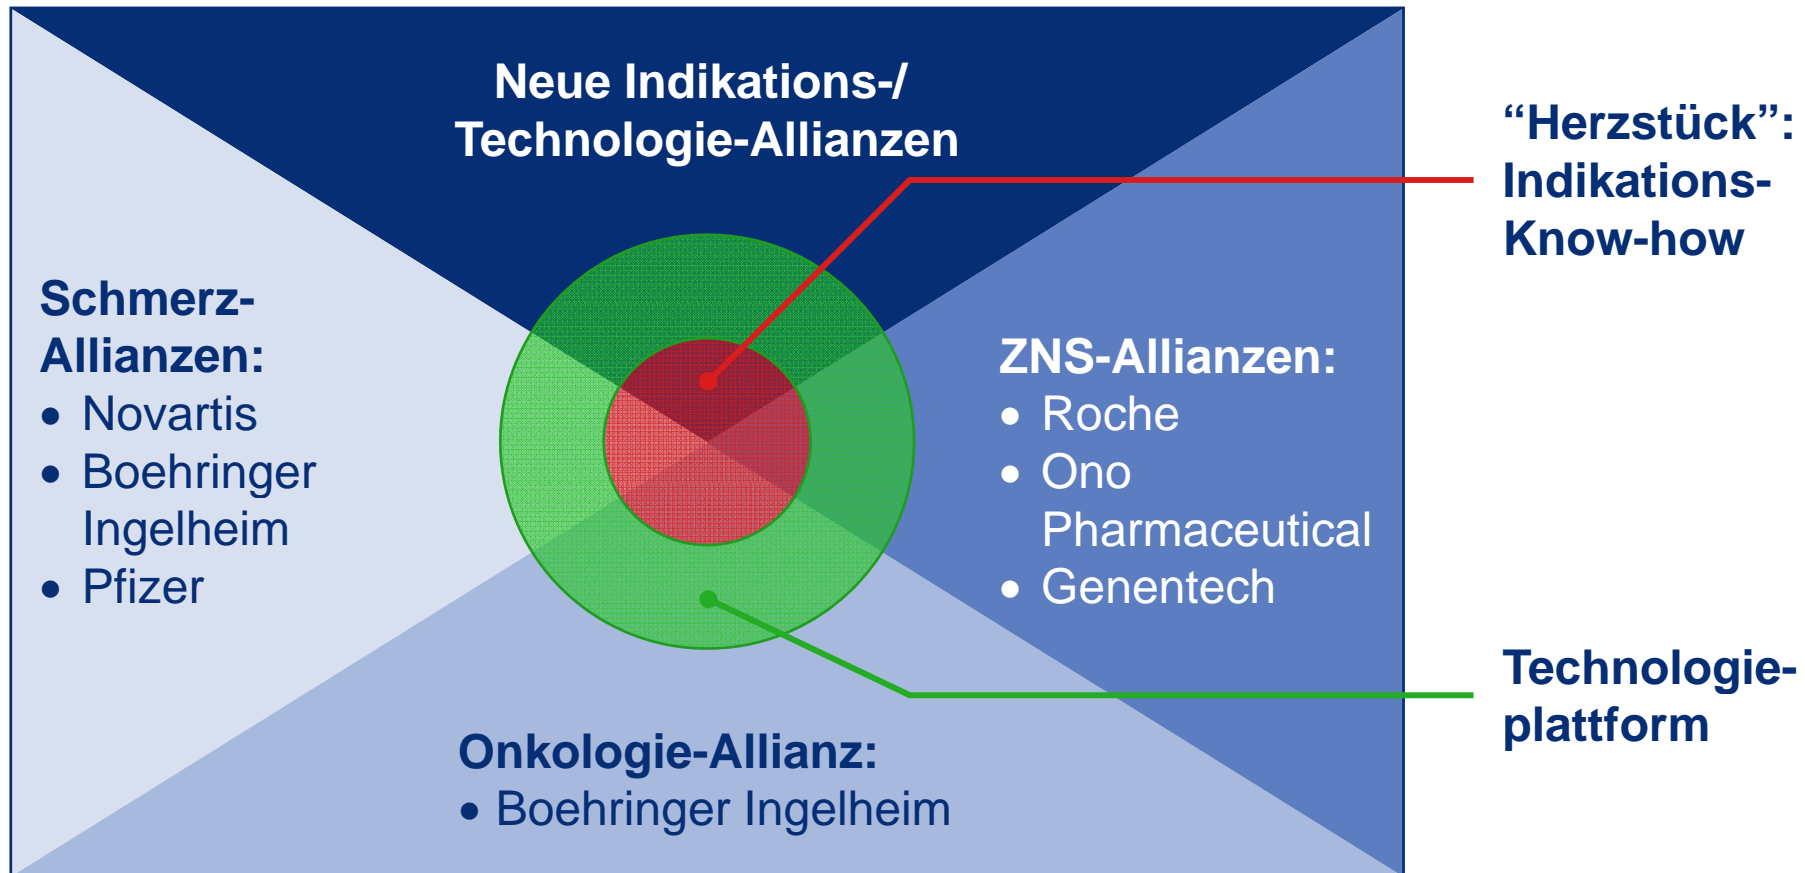 Neue Indikations-/
Technologie-Allianzen
“Herzstück”:
Indikations-
Know-how
Schmerz-
Allianzen:
• Novartis
• Boehringer
Ingelheim
• Pfizer
ZNS-Allianzen:
• Roche
• Ono
Pharmaceutical
• Genentech
Technologie-
plattform
Onkologie-Allianz:
• Boehringer Ingelheim